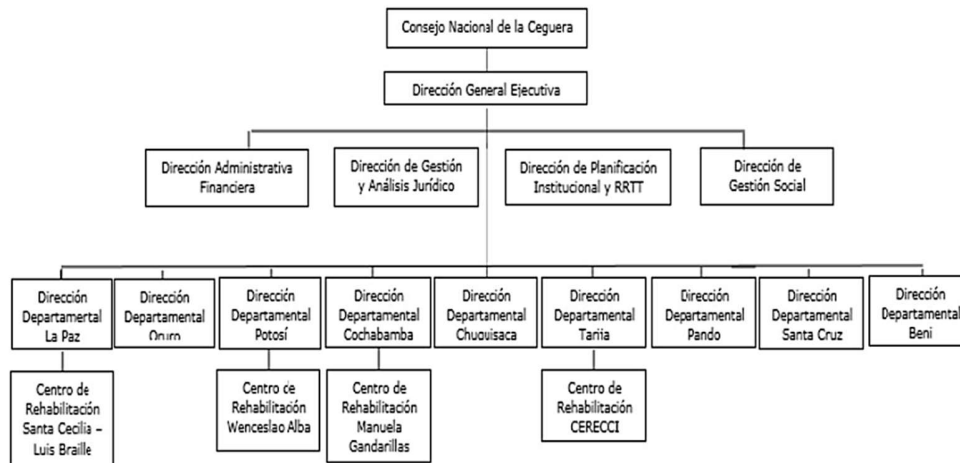 Consejo Nacional de la Ceguera
Dirección General Ejecutiva
Dirección Administrativa
Financiera
Dirección de Gestión
y Análisis Jurídico
Dirección de Planificación
Institucional y RRTT
Dirección de
Gestión Social
Dirección
Departamental
La Paz
Dirección
Departamental
Oruro
Dirección
Departamental
Potosí
Dirección
Departamental
Cochabamba
Dirección
Departamental
Chuquisaca
Dirección
Departamental
Tarija
Dirección
Departamental
Pando
Dirección
Departamental
Santa Cruz
Dirección
Departamental
Beni
Centro de
Rehabilitación
Santa Cecilia –
Luis Braille
Centro de
Rehabilitación
Wenceslao Alba
Centro de
Rehabilitación
Manuela
Gandarillas
Centro de
Rehabilitación
CERECCI